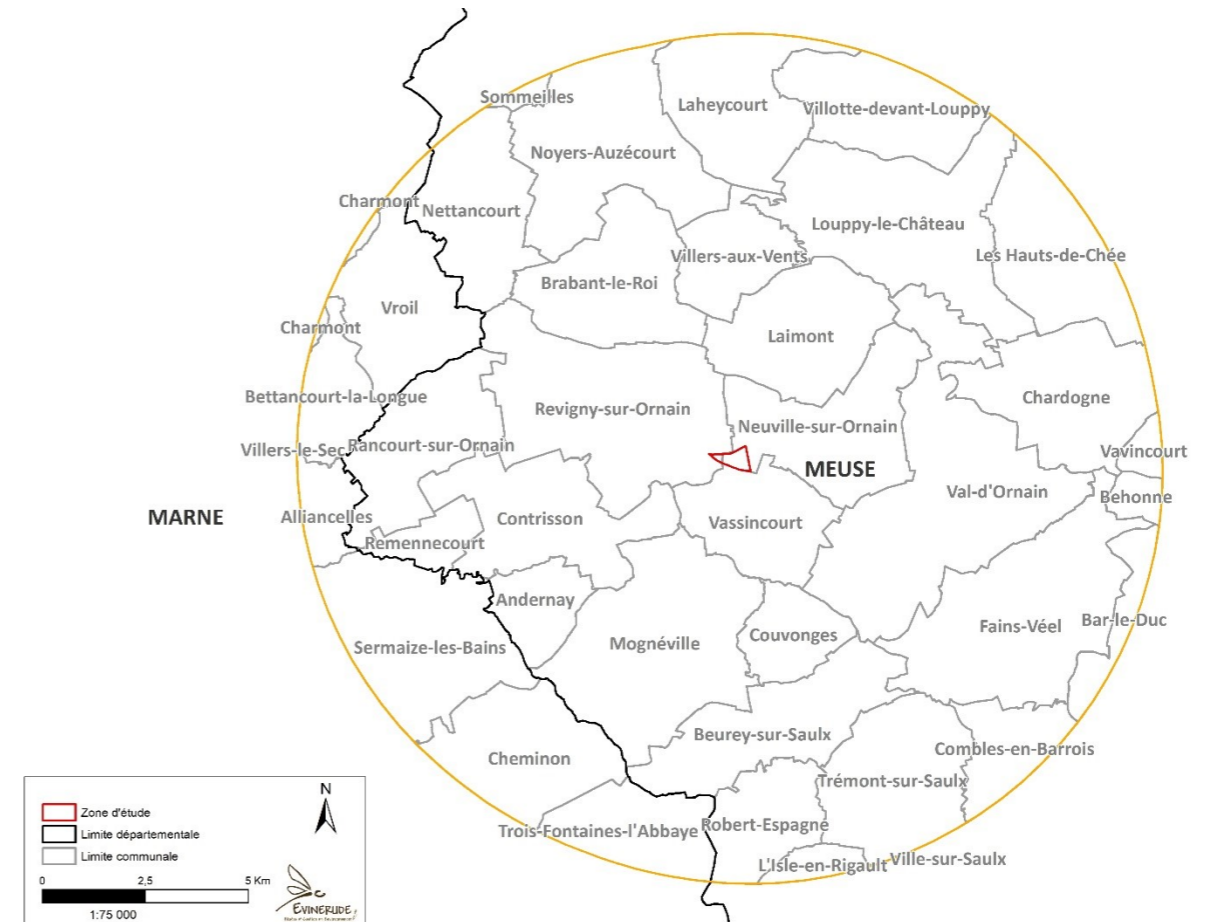 Sommeilles
Laheycourt
Villotte-devant-Louppy
Noyers-Auzécourt
Charmont
Nettancourt
Louppy-le-Château
Villers-aux-Vents
Les Hauts-de-Chée
Brabant-le-Roi
Vroil
Charmont
Laimont
Bettancourt-la-Longue
Chardogne
Revigny-sur-Ornain
Neuville-sur-Ornain
Villers-le-Sec
Rancourt-sur-Ornain
Vavincourt
MEUSE
Val-d'Ornain
Behonne
MARNE
Alliancelles
Contrisson
Vassincourt
Remennecourt
Andernay
Bar-le-Duc
Fains-Véel
Couvonges
Mognéville
Sermaize-les-Bains
Beurey-sur-Saulx
Combles-en-Barrois
Cheminon
Trémont-sur-Saulx
Trois-Fontaines-l'Abbaye
Robert-Espagne
L'Isle-en-Rigault
Ville-sur-Saulx
N
Zone d'étude
Limite départementale
Limite communale
0 2,5 5 Km
1:75 000
EVINERUDE